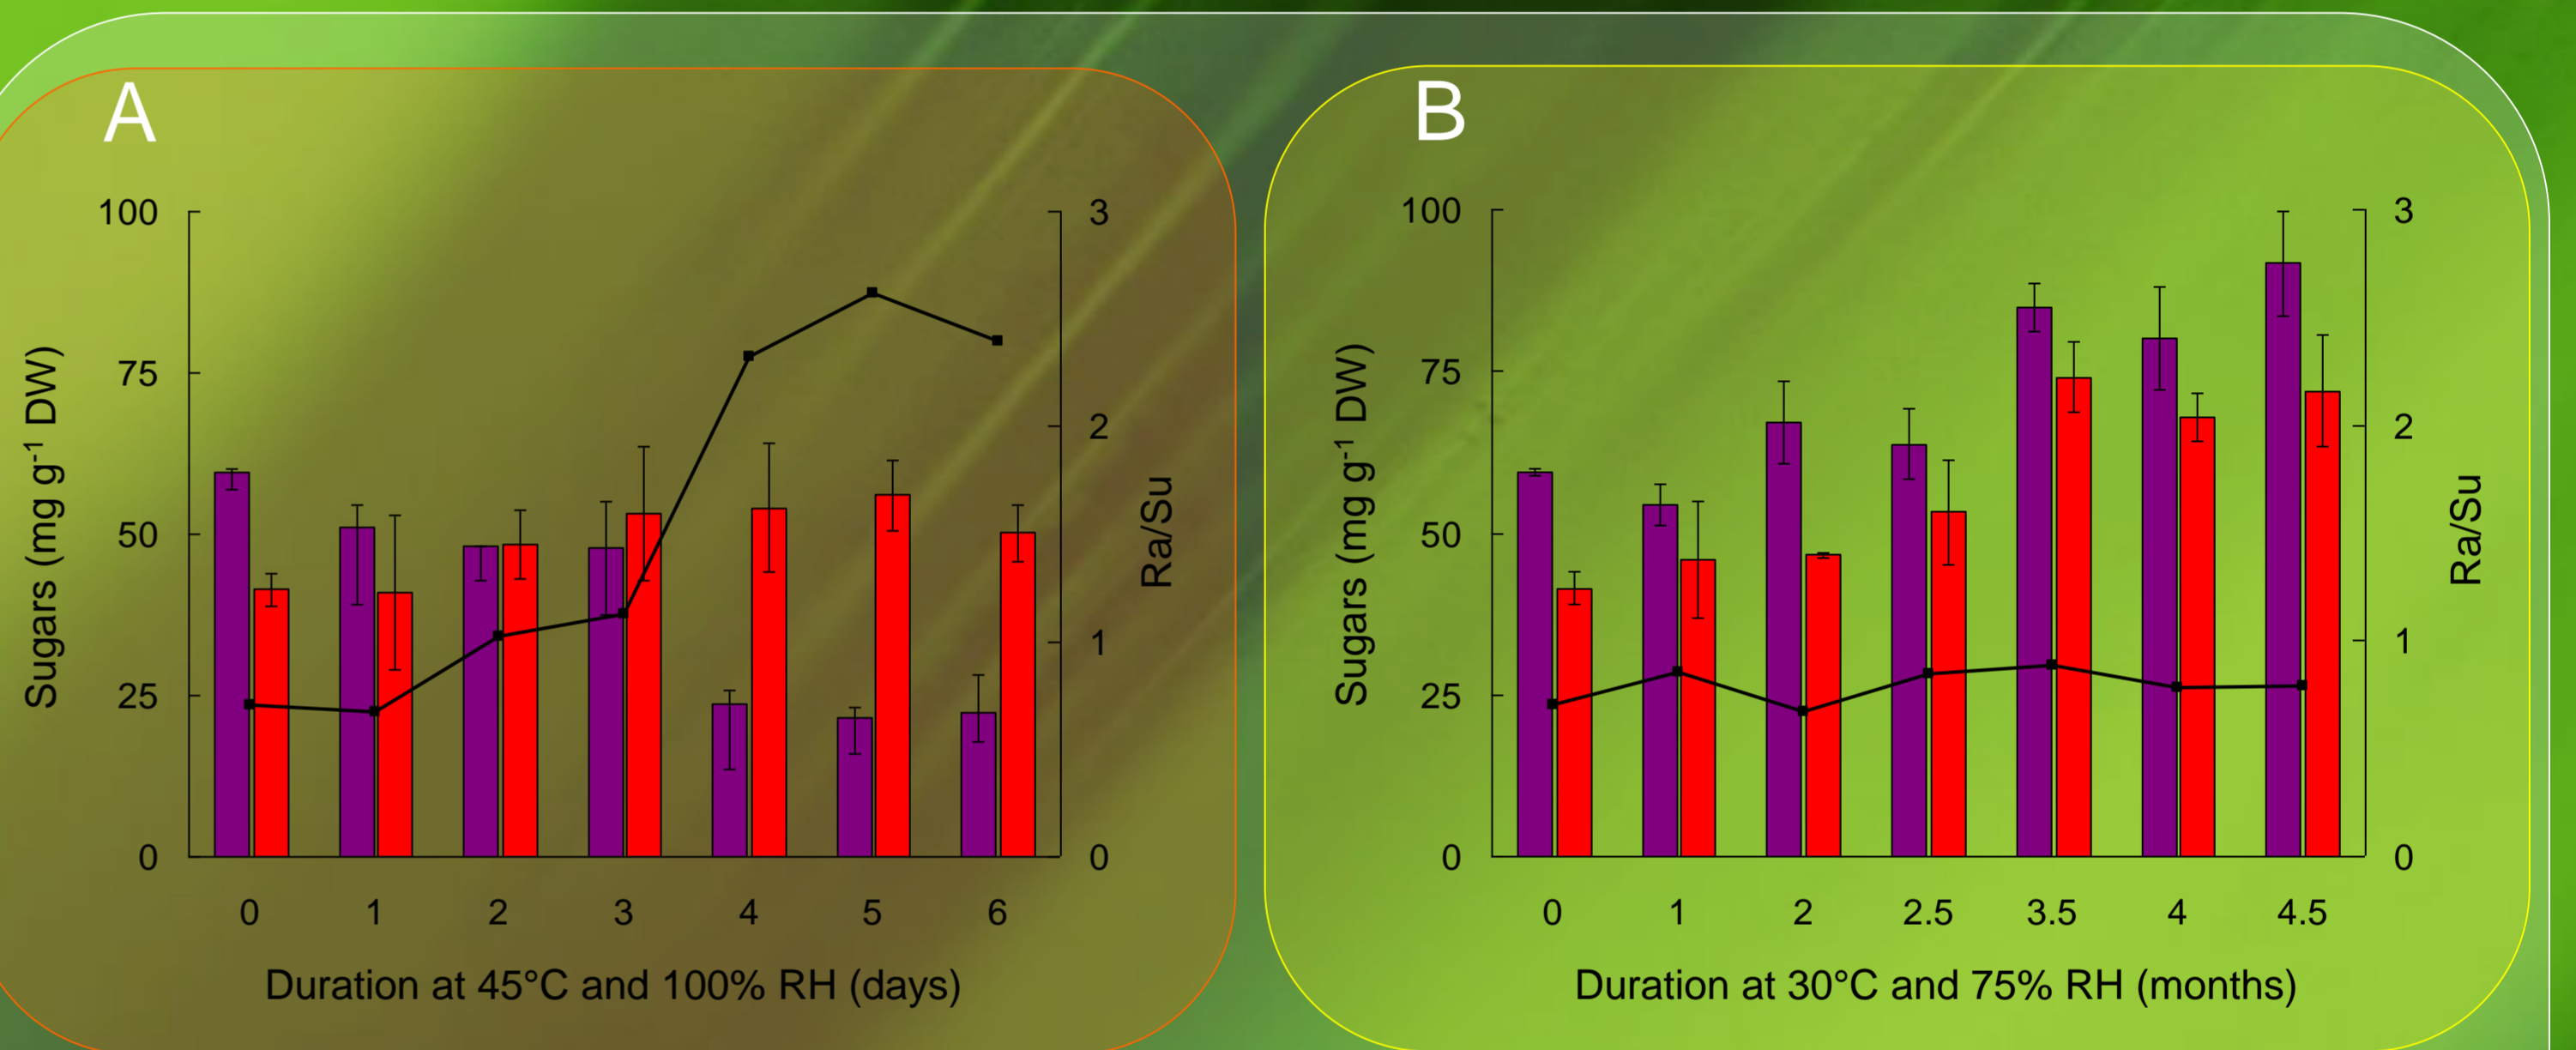 A
100
75
50
25
0
Sugars (mg g-1 DW)
3
2
1
0
Ra/Su
0 1 2 3 4 5 6
Duration at 45°C and 100% RH (days)
B
100
75
50
25
0
Sugars (mg g-1 DW)
3
2
1
0
Ra/Su
0 1 2 2.5 3.5 4 4.5
Duration at 30°C and 75% RH (months)